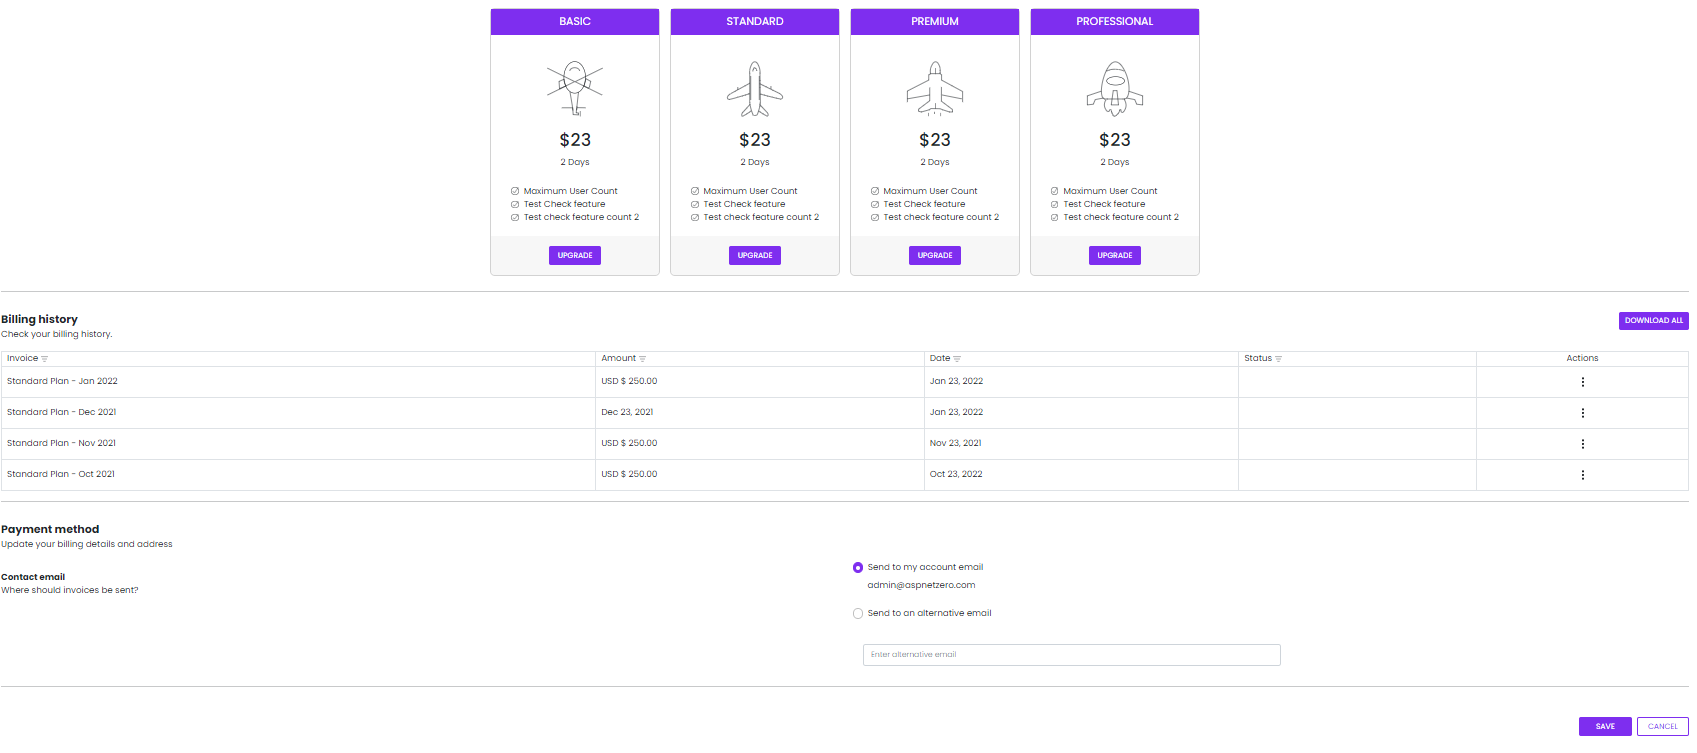 BASIC
$23
2 Days
Maximum User Count
Test Check feature
Test check feature count 2
UPGRADE
STANDARD
$23
2 Days
Maximum User Count
Test Check feature
Test check feature count 2
UPGRADE
PREMIUM
$23
2 Days
Maximum User Count
Test Check feature
Test check feature count 2
UPGRADE
PROFESSIONAL
$23
2 Days
Maximum User Count
Test Check feature
Test check feature count 2
UPGRADE
Billing history
Check your billing history.
DOWNLOAD ALL
Invoice Amount Date Status Actions
Standard Plan - Jan 2022 USD $ 250.00 Jan 23, 2022
Standard Plan - Dec 2021 Dec 23, 2021 Jan 23, 2022
Standard Plan - Nov 2021 USD $ 250.00 Nov 23, 2021
Standard Plan - Oct 2021 USD $ 250.00 Oct 23, 2022
Payment method
Update your billing details and address
Contact email
Where should invoices be sent?
Send to my account email
admin@aspnetzero.com
Send to an alternative email
Enter alternative email
SAVE CANCEL